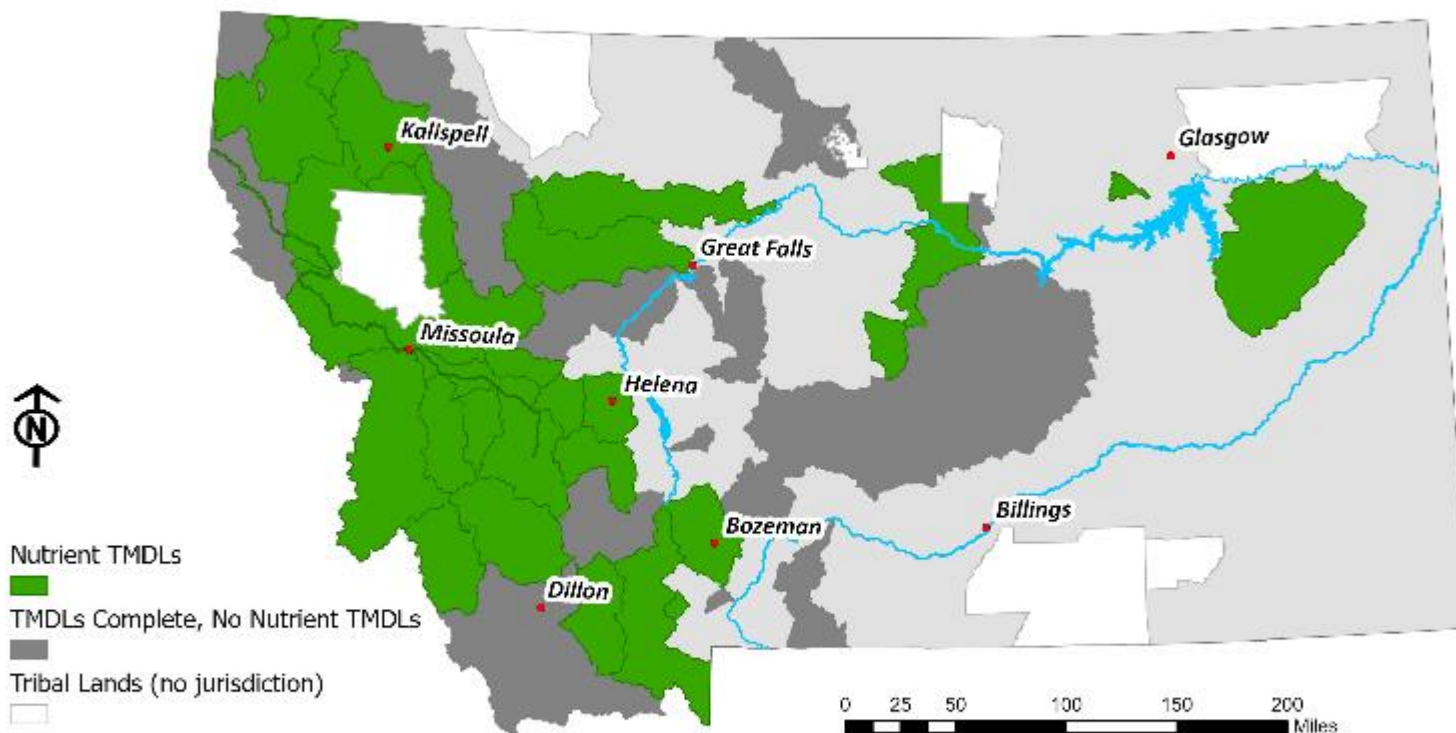 Kalispell
Glasgow
Great Falls
Missoula
Helena
N
Bozeman
Billings
Nutrient TMDLs
Dillon
TMDLs Complete, No Nutrient TMDLs
Tribal Lands (no jurisdiction)
0 25 50 100 150 200
Miles